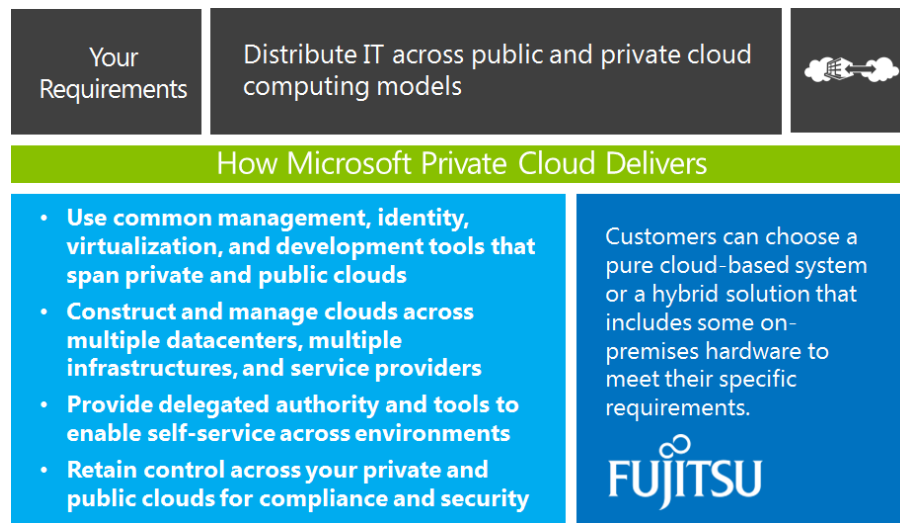 Your
Requirements
Distribute IT across public and private cloud
computing models
How Microsoft Private Cloud Delivers
• Use common management, identity,
virtualization, and development tools that
span private and public clouds
• Construct and manage clouds across
multiple datacenters, multiple
infrastructures, and service providers
• Provide delegated authority and tools to
enable self-service across environments
• Retain control across your private and
public clouds for compliance and security
Customers can choose a
pure cloud-based system
or a hybrid solution that
includes some on-
premises hardware to
meet their specific
requirements.
FUJITSU